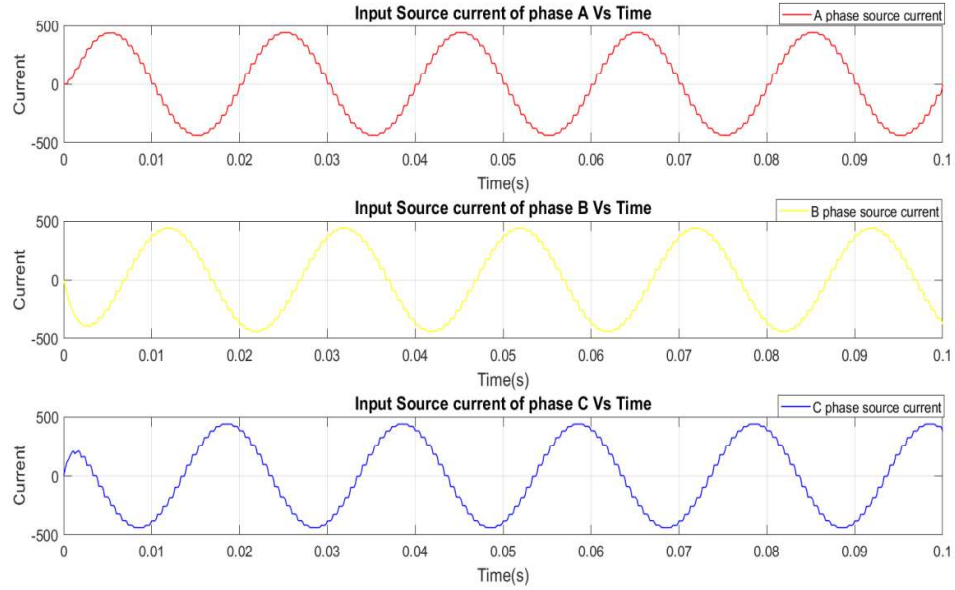 Input Source current of phase A Vs Time
A phase source current
Current
500
0
-500
0 0.01 0.02 0.03 0.04 0.05 0.06 0.07 0.08 0.09 0.1
Time(s)
Input Source current of phase B Vs Time
B phase source current
Current
500
0
-500
0 0.01 0.02 0.03 0.04 0.05 0.06 0.07 0.08 0.09 0.1
Time(s)
Input Source current of phase C Vs Time
C phase source current
Current
500
0
-500
0 0.01 0.02 0.03 0.04 0.05 0.06 0.07 0.08 0.09 0.1
Time(s)